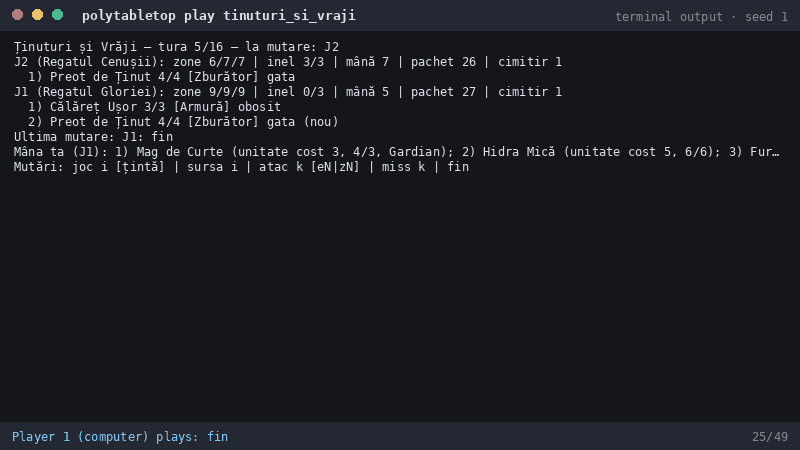 polytabletop play tinuturi_si_vraji
terminal output · seed 1
Ținuturi și Vrăji — tura 5/16 — la mutare: J2
J2 (Regatul Cenușii): zone 6/7/7 | inel 3/3 | mână 7 | pachet 26 | cimitir 1
1) Preot de Ținut 4/4 [Zburător] gata
J1 (Regatul Gloriei): zone 9/9/9 | inel 0/3 | mână 5 | pachet 27 | cimitir 1
1) Călăreț Ușor 3/3 [Armură] obosit
2) Preot de Ținut 4/4 [Zburător] gata (nou)
Ultima mutare: J1: fin
Mâna ta (J1): 1) Mag de Curte (unitate cost 3, 4/3, Gardian); 2) Hidra Mică (unitate cost 5, 6/6); 3) Fur…
Mutări: joc i [țintă] | sursa i | atac k [eN|zN] | miss k | fin
Player 1 (computer) plays: fin
25/49